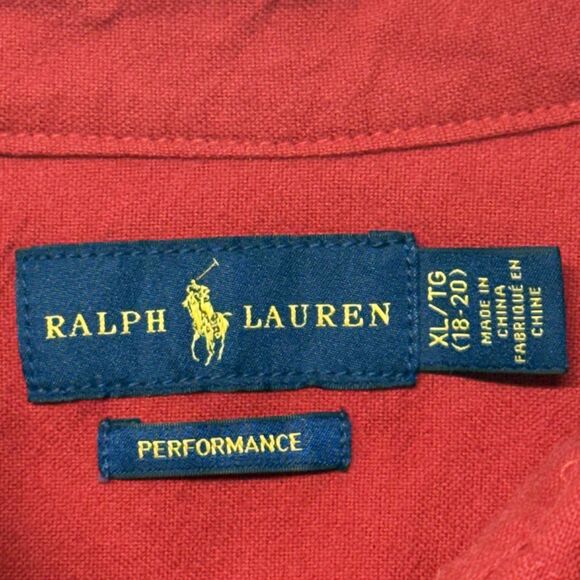 RALPH LAUREN
XL/TG
(18-20)
MADE IN
CHINA
FABRIQUÉ EN
CHINE
PERFORMANCE